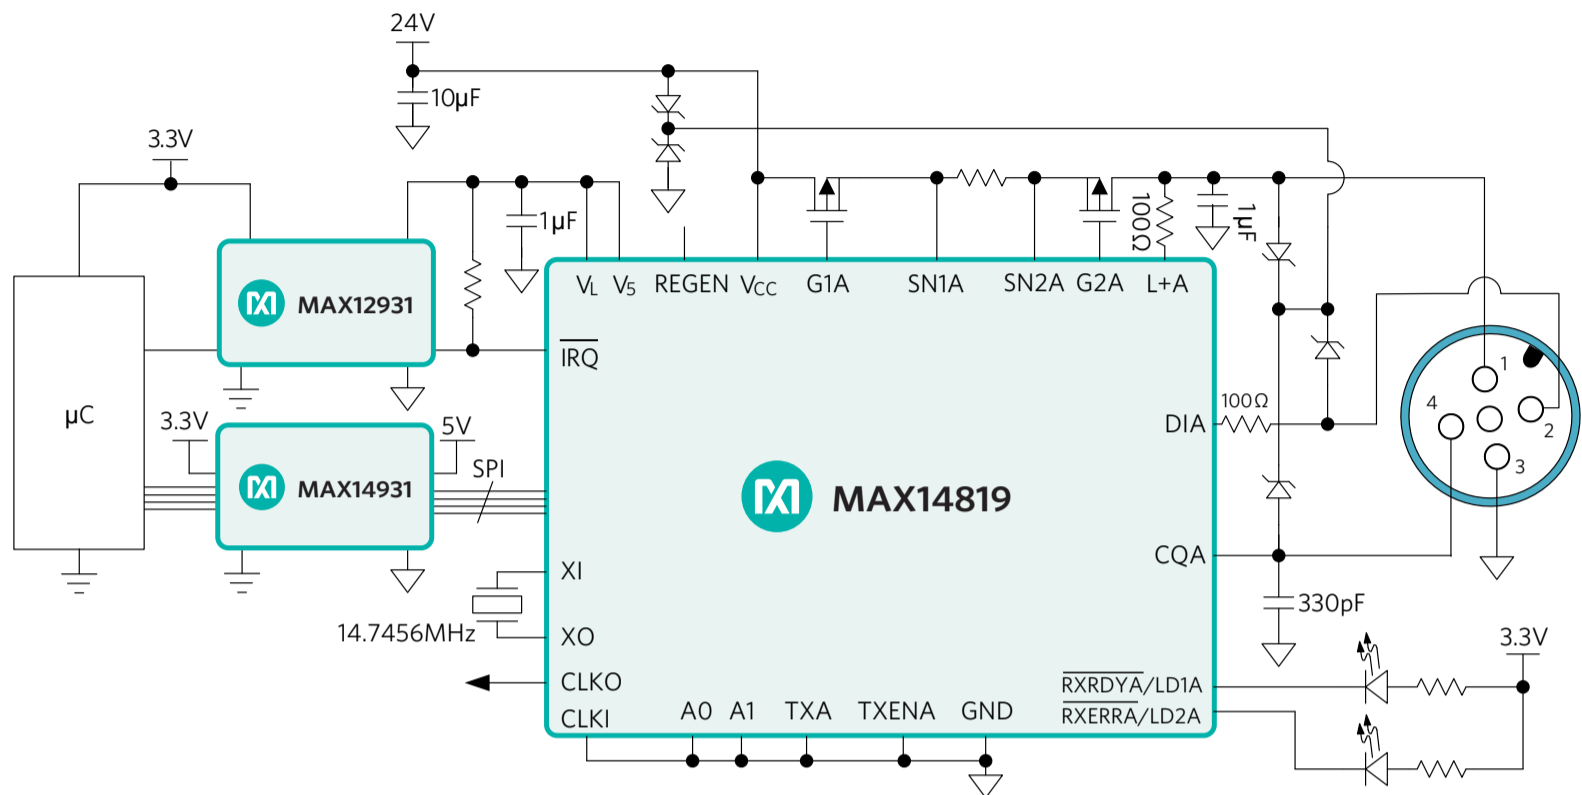 24V
10µF
3.3V
1µF
100Ω
1µF
VL V5 REGEN VCC G1A SN1A SN2A G2A L+A
MAX12931
IRQ
µC
3.3V
5V
SPI
MAX14931
MAX14819
DIA
100Ω
1
4
2
3
CQA
330pF
XI
14.7456MHz
XO
CLKO
CLKI
A0 A1 TXA TXENA GND
RXRDYA/LD1A
RXERRA/LD2A
3.3V